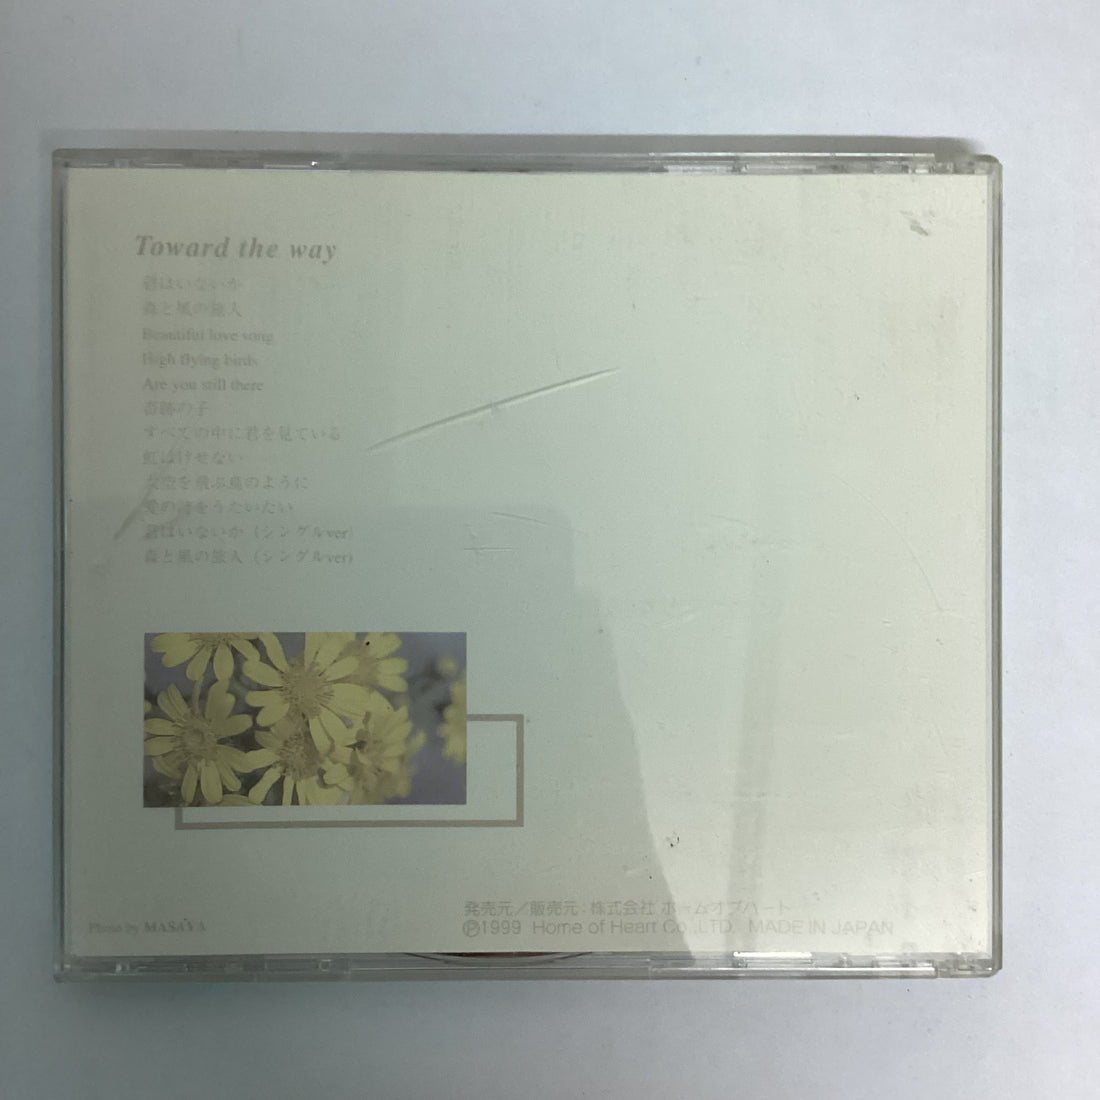 Toward the way
君はいないか
森と風の旅人
Beautiful love song
High flying birds
Are you still there
奇跡の子
すべての中に君を見ている
虹はけせない
大空を飛ぶ鳥のように
愛の詩をうたいたい
君はいないか（シングルver）
森と風の旅人（シングルver）
Photo by MASAYA
発売元／販売元：株式会社 ホームオブハート
Ⓟ1999 Home of Heart Co.,LTD. MADE IN JAPAN